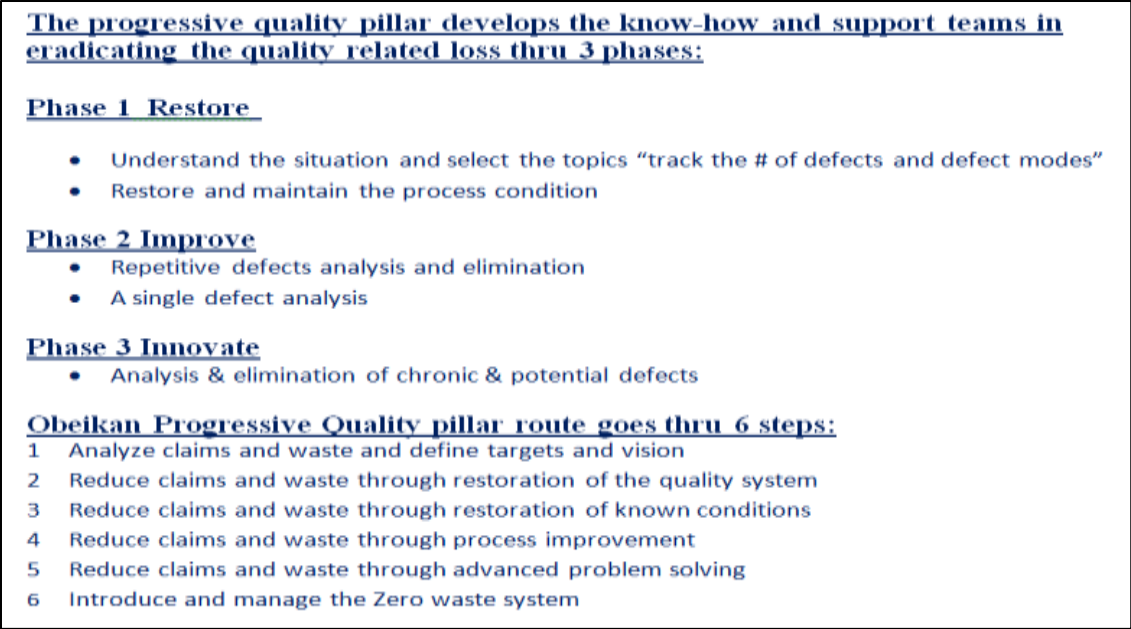 The progressive quality pillar develops the know-how and support teams in
eradicating the quality related loss thru 3 phases:
Phase 1 Restore
• Understand the situation and select the topics “track the # of defects and defect modes”
• Restore and maintain the process condition
Phase 2 Improve
• Repetitive defects analysis and elimination
• A single defect analysis
Phase 3 Innovate
• Analysis & elimination of chronic & potential defects
Obeikan Progressive Quality pillar route goes thru 6 steps:
1 Analyze claims and waste and define targets and vision
2 Reduce claims and waste through restoration of the quality system
3 Reduce claims and waste through restoration of known conditions
4 Reduce claims and waste through process improvement
5 Reduce claims and waste through advanced problem solving
6 Introduce and manage the Zero waste system